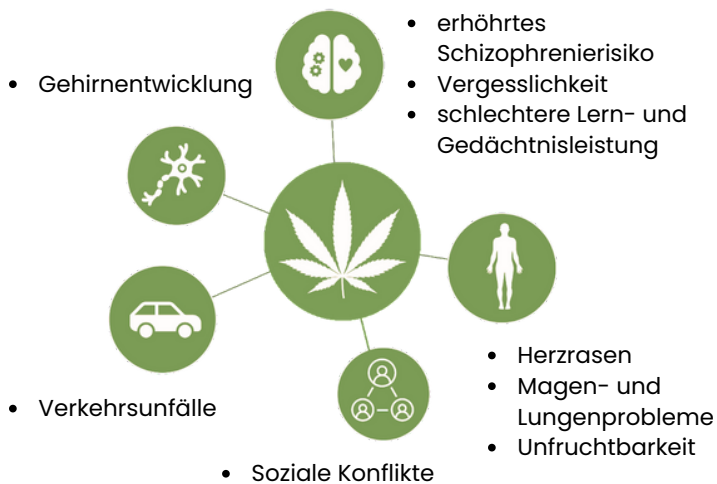 • erhöhrtes
Schizophrenierisiko
• Vergesslichkeit
• schlechtere Lern- und
Gedächtnisleistung
• Gehirnentwicklung
• Herzrasen
• Magen- und
Lungenprobleme
• Unfruchtbarkeit
• Verkehrsunfälle
• Soziale Konflikte